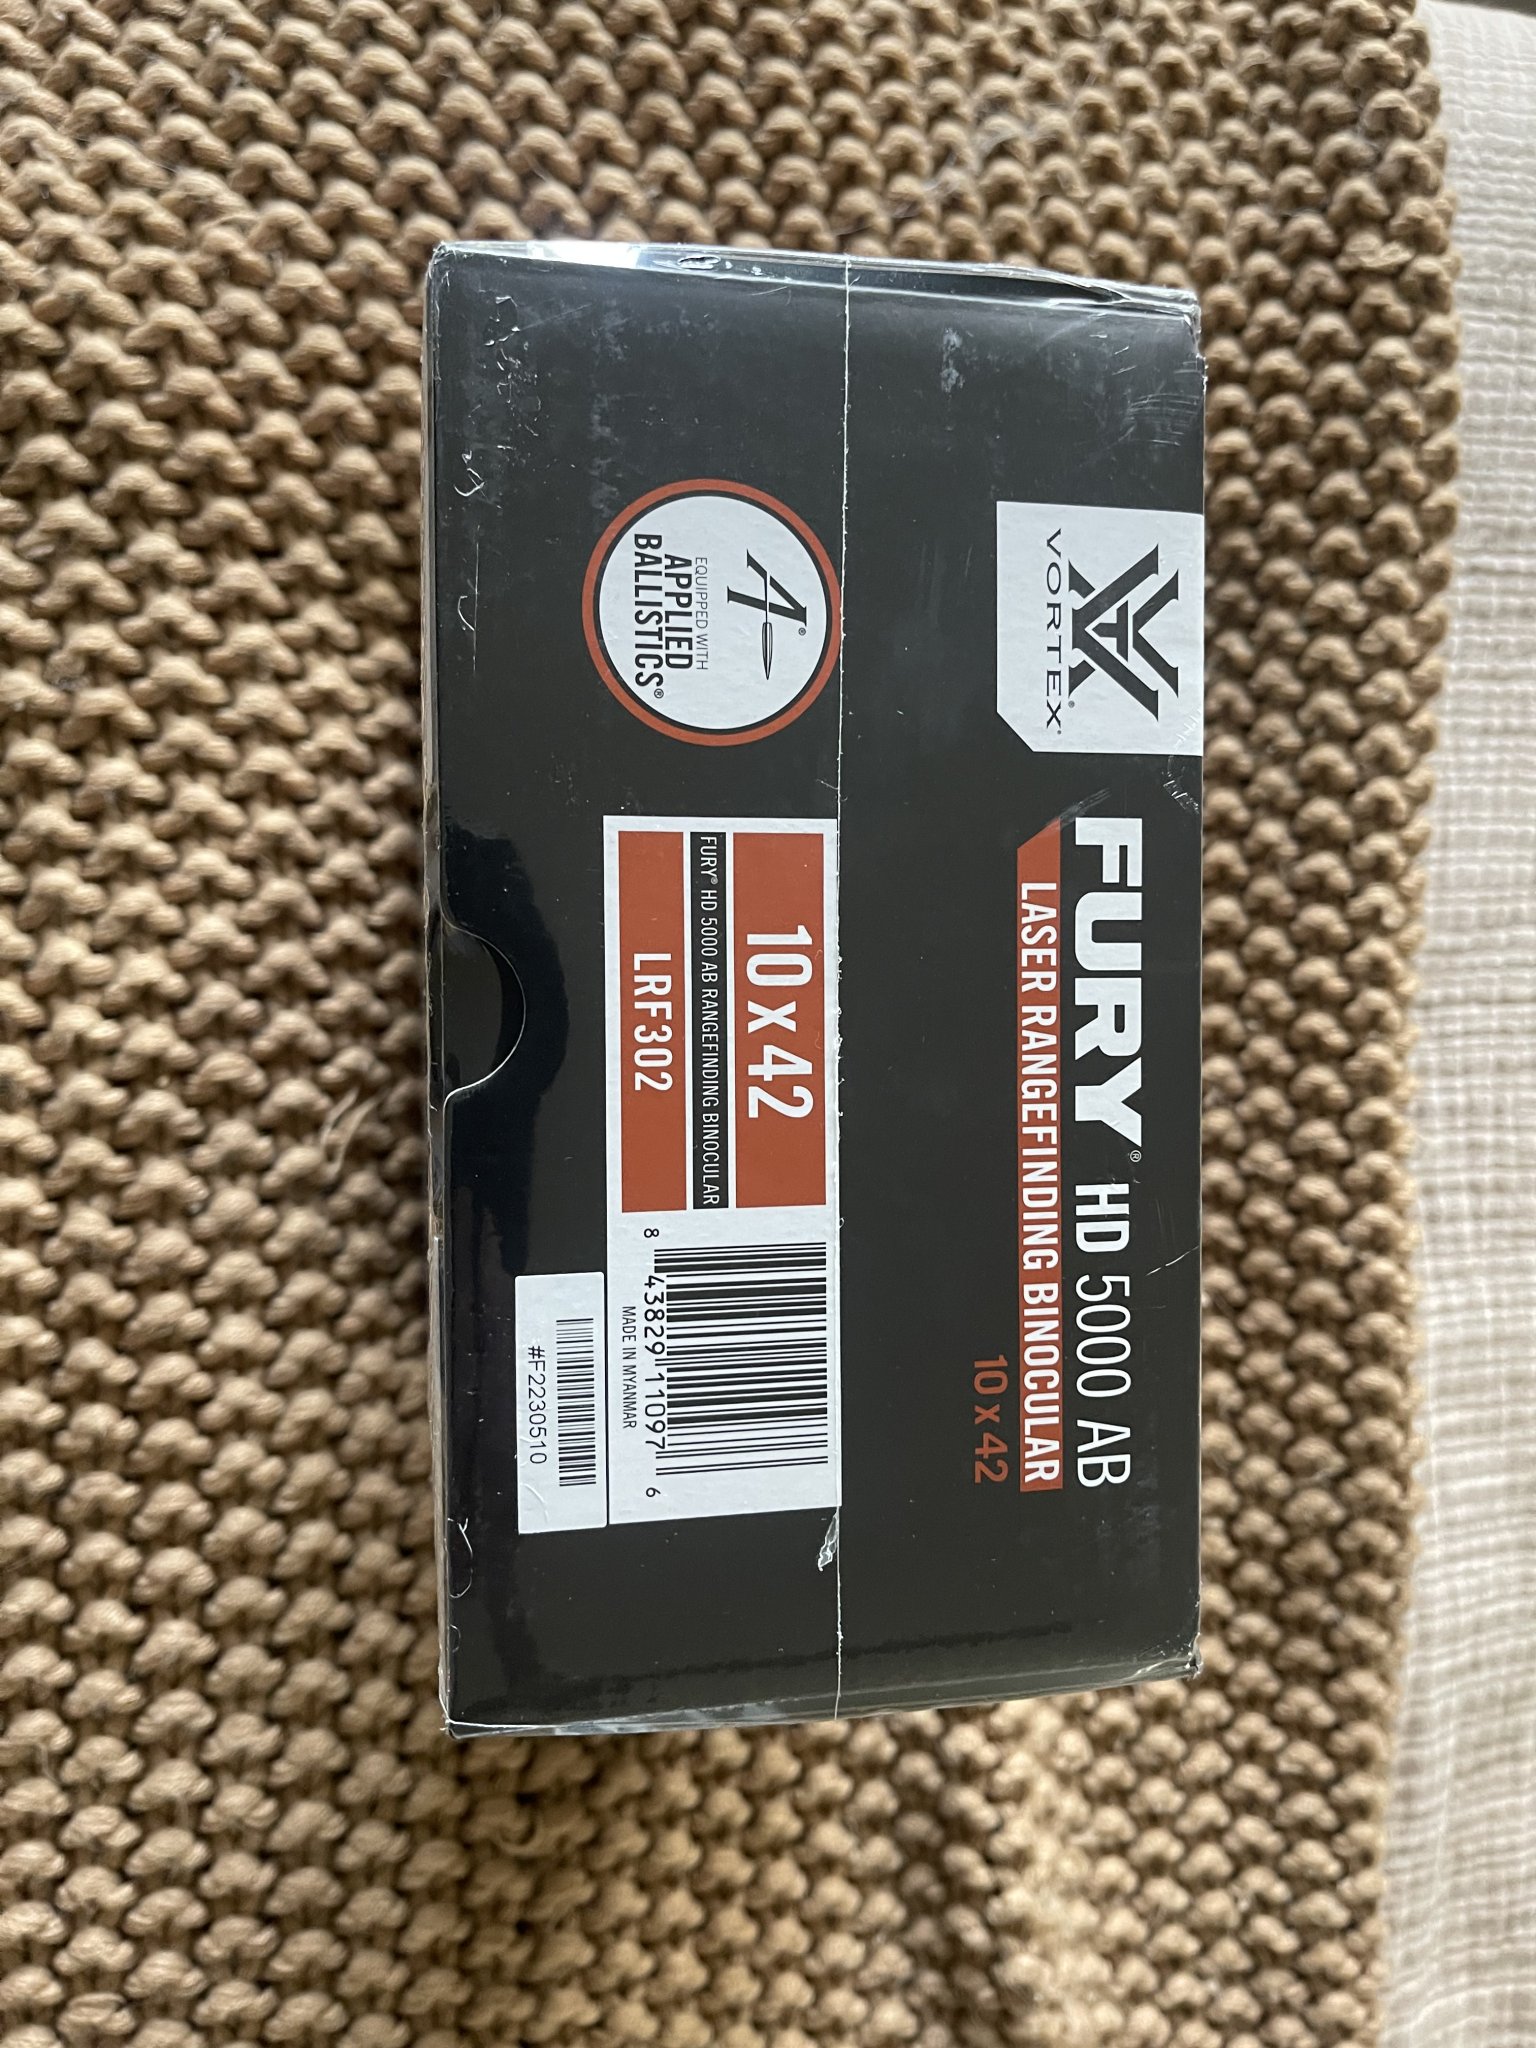 VORTEX®
FURY® HD 5000 AB
LASER RANGEFINDING BINOCULAR
10 x 42
A®
EQUIPPED WITH
APPLIED
BALLISTICS®
10 x 42
FURY® HD 5000 AB RANGEFINDING BINOCULAR
LRF302
8 43829 11097 6
MADE IN MYANMAR
#F2230510